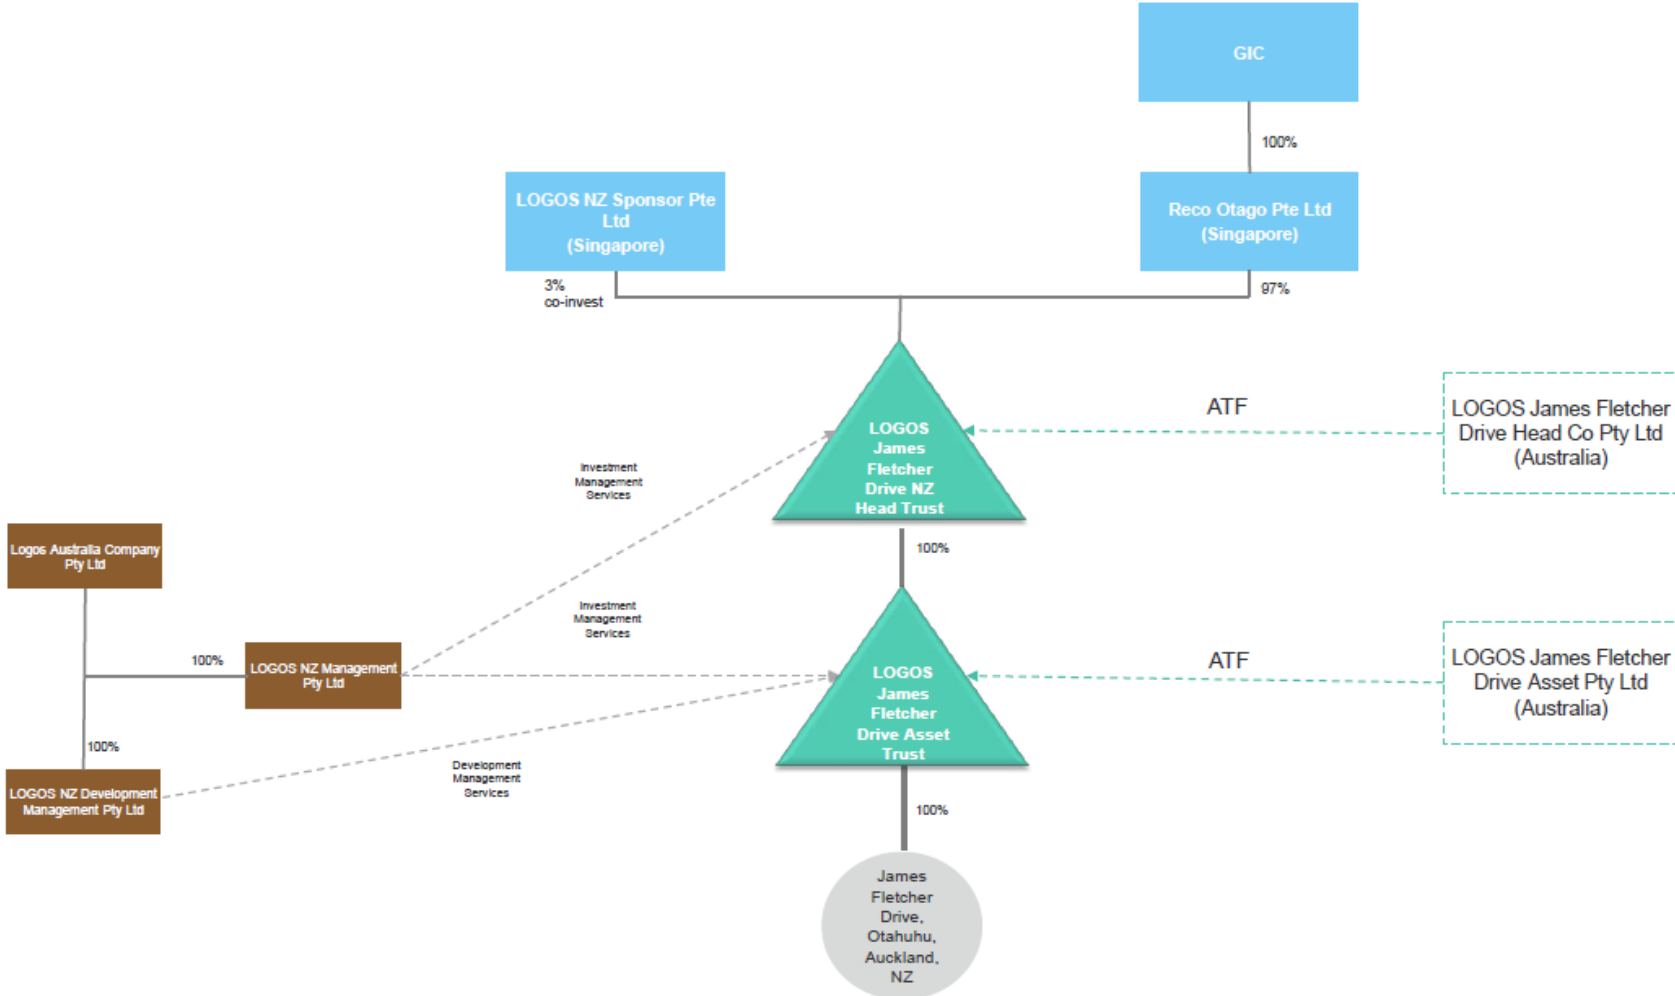 GIC
100%
LOGOS NZ Sponsor Pte
Ltd
(Singapore)
Reco Otago Pte Ltd
(Singapore)
3%
co-invest
97%
LOGOS
James
Fletcher
Drive NZ
Head Trust
ATF
LOGOS James Fletcher
Drive Head Co Pty Ltd
(Australia)
Investment
Management
Services
Logos Australia Company
Pty Ltd
100%
Investment
Management
Services
100%
LOGOS NZ Management
Pty Ltd
LOGOS
James
Fletcher
Drive Asset
Trust
ATF
LOGOS James Fletcher
Drive Asset Pty Ltd
(Australia)
100%
LOGOS NZ Development
Management Pty Ltd
Development
Management
Services
100%
James
Fletcher
Drive,
Otahuhu,
Auckland,
NZ